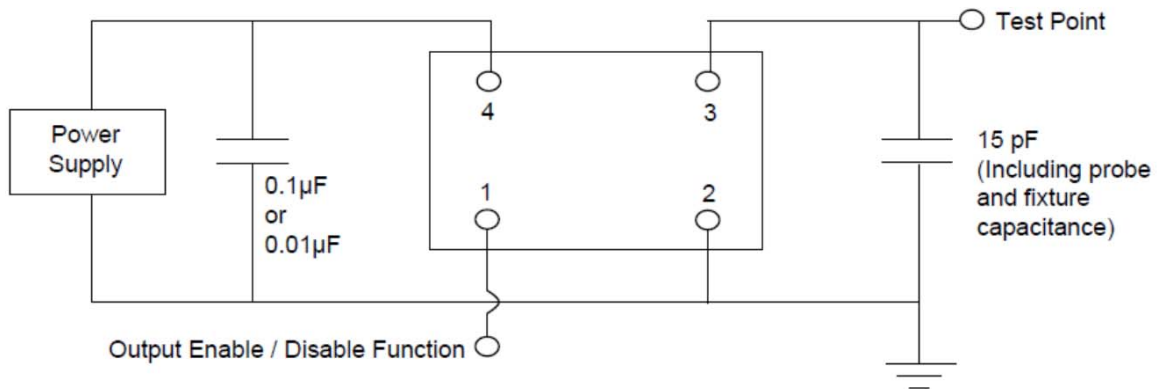 Test Point
4
3
Power
Supply
15 pF
(Including probe
and fixture
capacitance)
0.1µF
or
0.01µF
1
2
Output Enable / Disable Function